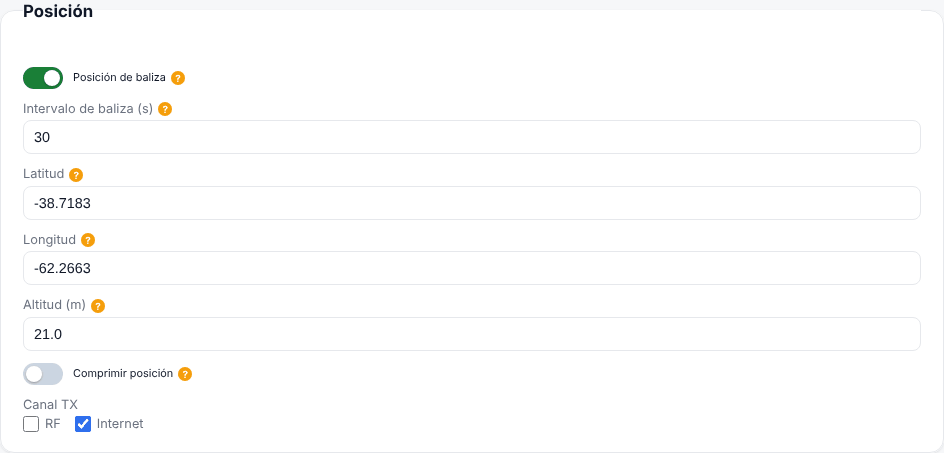 Posición
Posición de baliza ?
Intervalo de baliza (s) ?
30
Latitud ?
-38.7183
Longitud ?
-62.2663
Altitud (m) ?
21.0
Comprimir posición ?
Canal TX
RF Internet